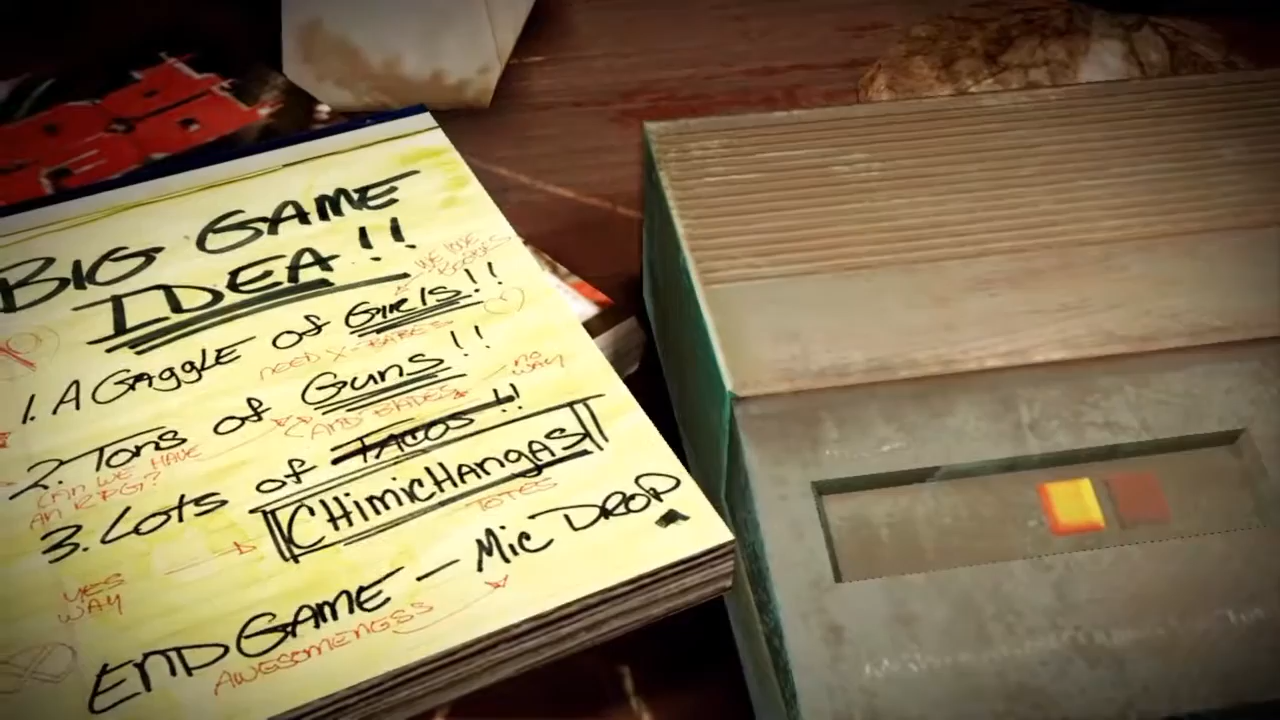 BIG GAME
IDEA!!
WE LOVE
BOOBIES
1. A GAggLE of GIRLS!!
NEED X-BABES
2. Tons of Guns!!
(AND BLADES)
NO
WAY
CAN WE HAVE
AN RPG?
3. Lots of TACOS!!
CHimicHangAS
TOTES
YES
WAY
END GAME - Mic DROP
AWESOMENESS